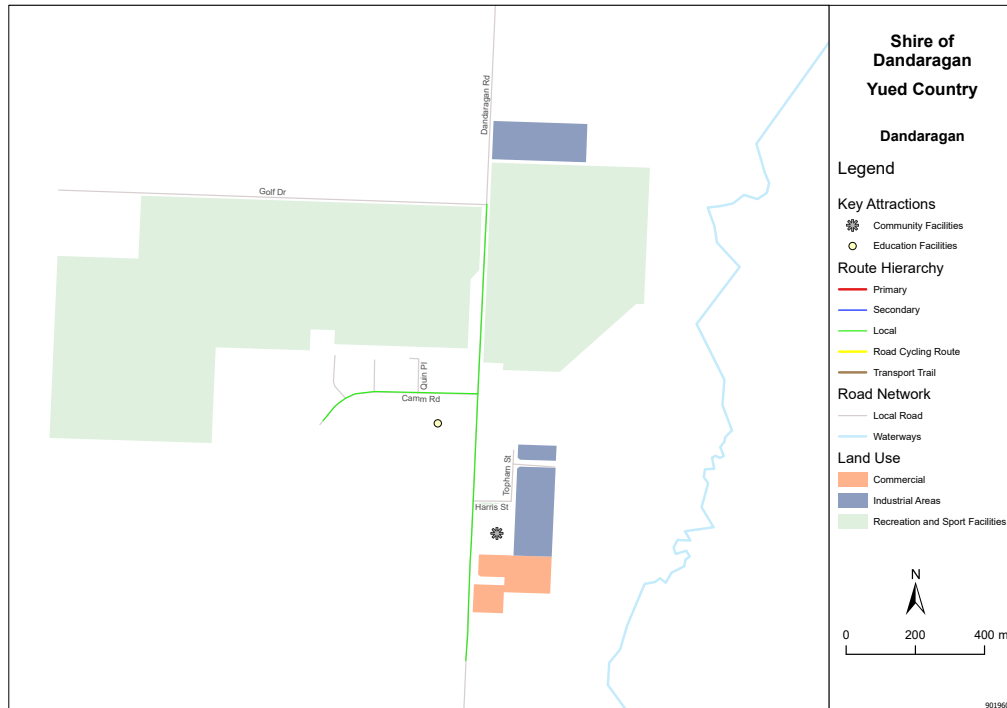 Dandaragan Rd
Golf Dr
Quin Pl
Camm Rd
Topham St
Harris St
Shire of
Dandaragan
Yued Country
Dandaragan
Legend
Key Attractions
Community Facilities
Education Facilities
Route Hierarchy
Primary
Secondary
Local
Road Cycling Route
Transport Trail
Road Network
Local Road
Waterways
Land Use
Commercial
Industrial Areas
Recreation and Sport Facilities
N
0 200 400 m